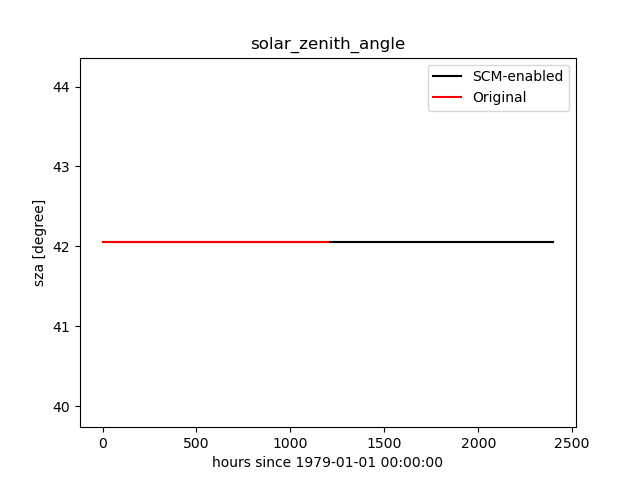 solar_zenith_angle
SCM-enabled
Original
sza [degree]
44
43
42
41
40
0 500 1000 1500 2000 2500
hours since 1979-01-01 00:00:00